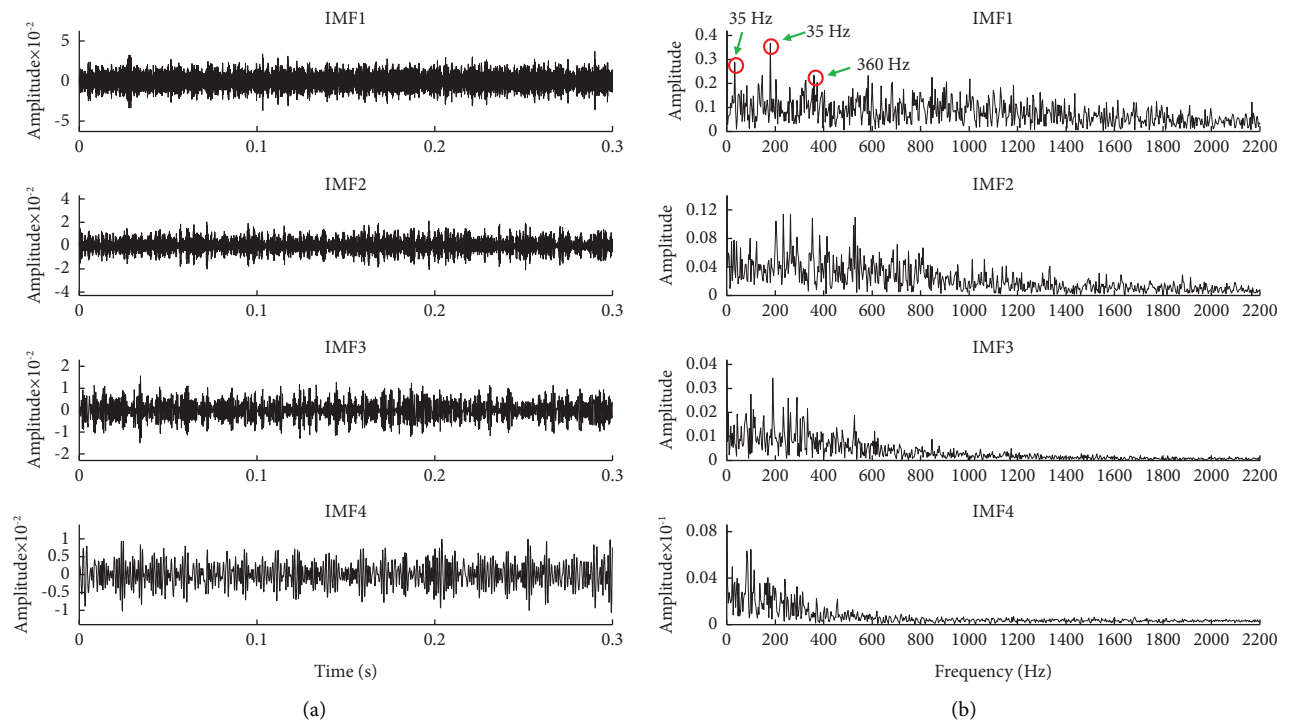 IMF1
Amplitude×10⁻²
5
0
-5
0
0.1
0.2
0.3
IMF2
Amplitude×10⁻²
4
2
0
-2
-4
0
0.1
0.2
0.3
IMF3
Amplitude×10⁻²
2
1
0
-1
-2
0
0.1
0.2
0.3
IMF4
Amplitude×10⁻²
1
0.5
0
-0.5
-1
0
0.1
0.2
0.3
Time (s)
(a)
IMF1
35 Hz
35 Hz
360 Hz
Amplitude
0.4
0.3
0.2
0.1
0
0 200 400 600 800 1000 1200 1400 1600 1800 2000 2200
IMF2
Amplitude
0.12
0.08
0.04
0
0 200 400 600 800 1000 1200 1400 1600 1800 2000 2200
IMF3
Amplitude
0.04
0.03
0.02
0.01
0
0 200 400 600 800 1000 1200 1400 1600 1800 2000 2200
IMF4
Amplitude×10⁻¹
0.08
0.04
0
0 200 400 600 800 1000 1200 1400 1600 1800 2000 2200
Frequency (Hz)
(b)